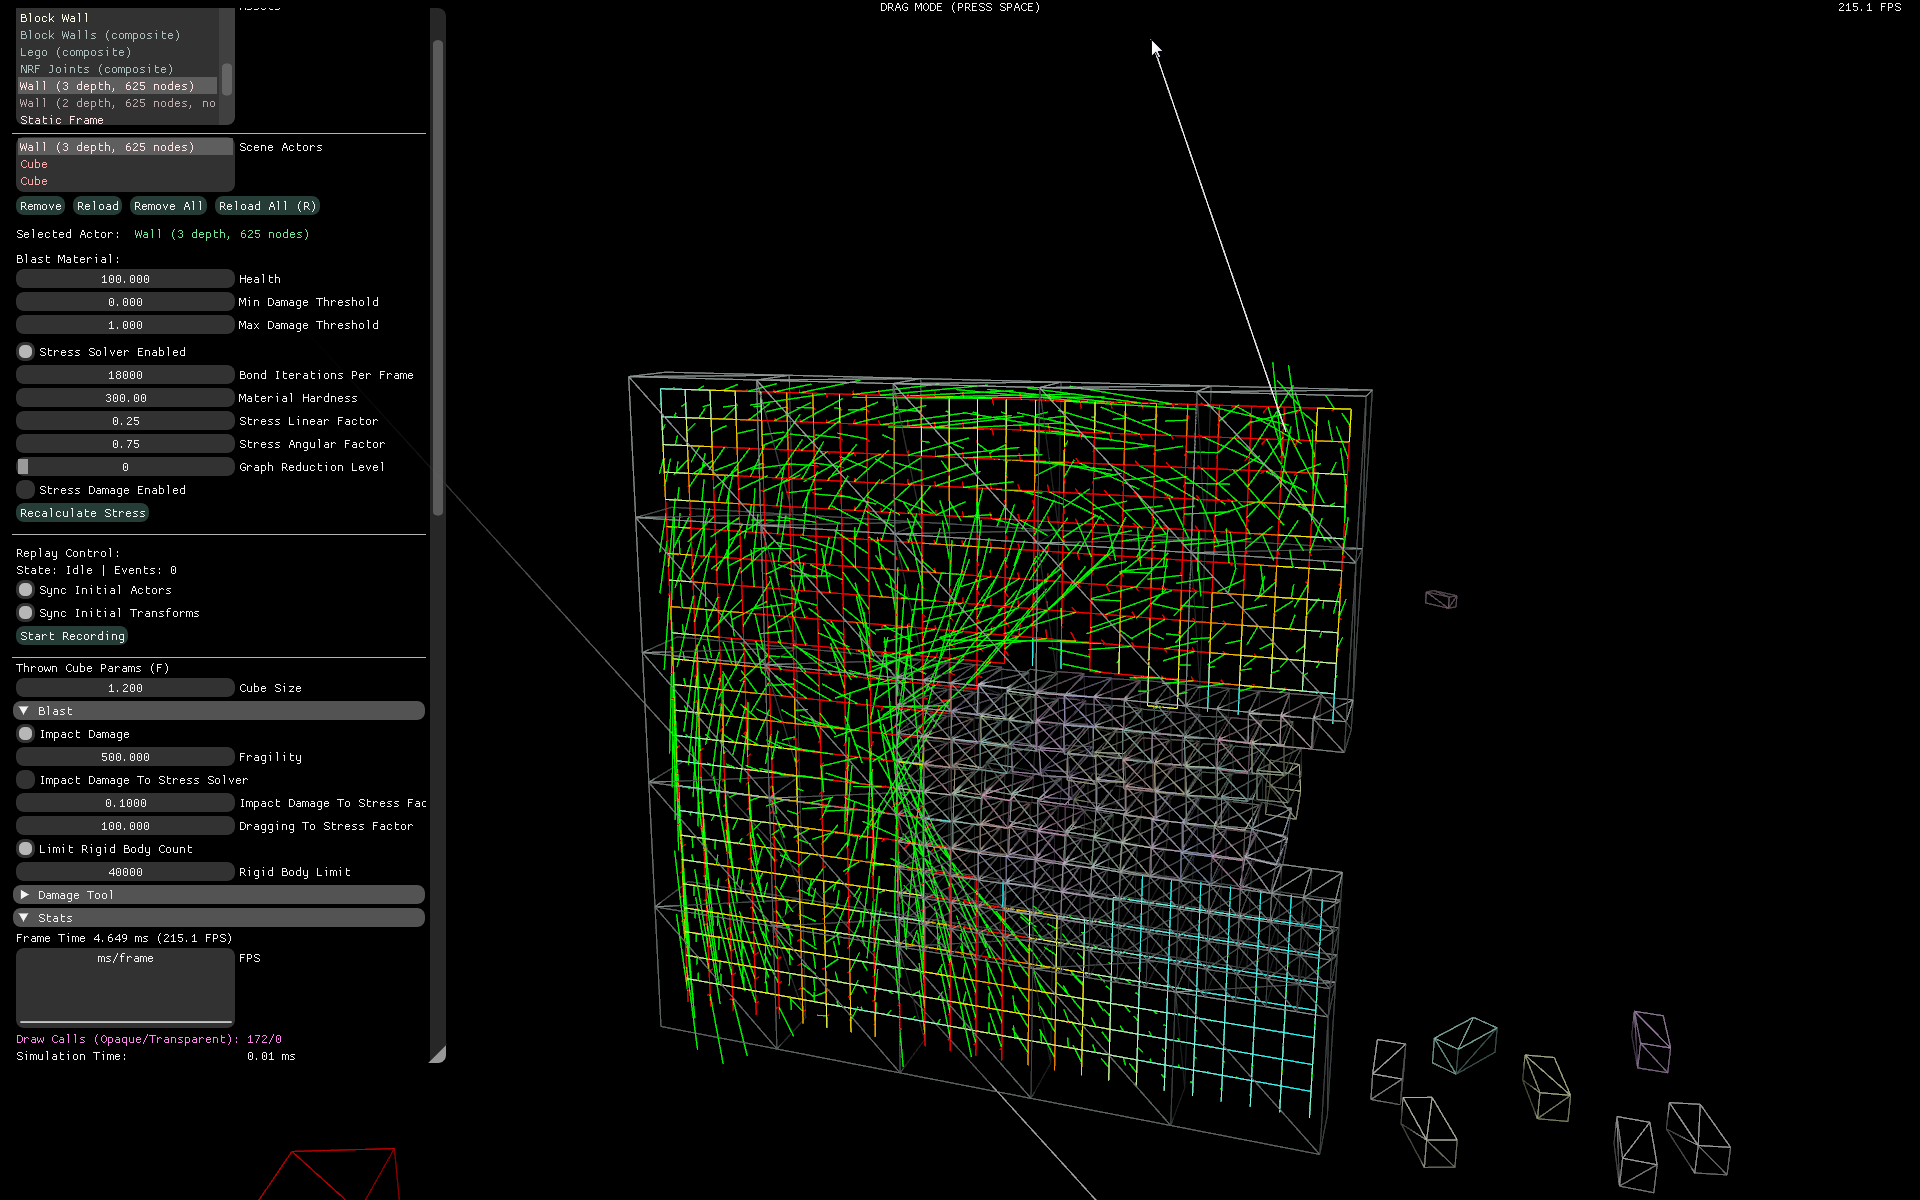 DRAG MODE (PRESS SPACE)
215.1 FPS
Block Wall
Block Walls (composite)
Lego (composite)
NRF Joints (composite)
Wall (3 depth, 625 nodes)
Wall (2 depth, 625 nodes, no
Static Frame
Wall (3 depth, 625 nodes)
Scene Actors
Cube
Cube
Remove
Reload
Remove All
Reload All (R)
Selected Actor: Wall (3 depth, 625 nodes)
Blast Material:
100.000 Health
0.000 Min Damage Threshold
1.000 Max Damage Threshold
Stress Solver Enabled
18000 Bond Iterations Per Frame
300.00 Material Hardness
0.25 Stress Linear Factor
0.75 Stress Angular Factor
0 Graph Reduction Level
Stress Damage Enabled
Recalculate Stress
Replay Control:
State: Idle | Events: 0
Sync Initial Actors
Sync Initial Transforms
Start Recording
Thrown Cube Params (F)
1.200 Cube Size
Blast
Impact Damage
500.000 Fragility
Impact Damage To Stress Solver
0.1000 Impact Damage To Stress Fac
100.000 Dragging To Stress Factor
Limit Rigid Body Count
40000 Rigid Body Limit
Damage Tool
Stats
Frame Time 4.649 ms (215.1 FPS)
ms/frame FPS
Draw Calls (Opaque/Transparent): 172/0
Simulation Time: 0.01 ms